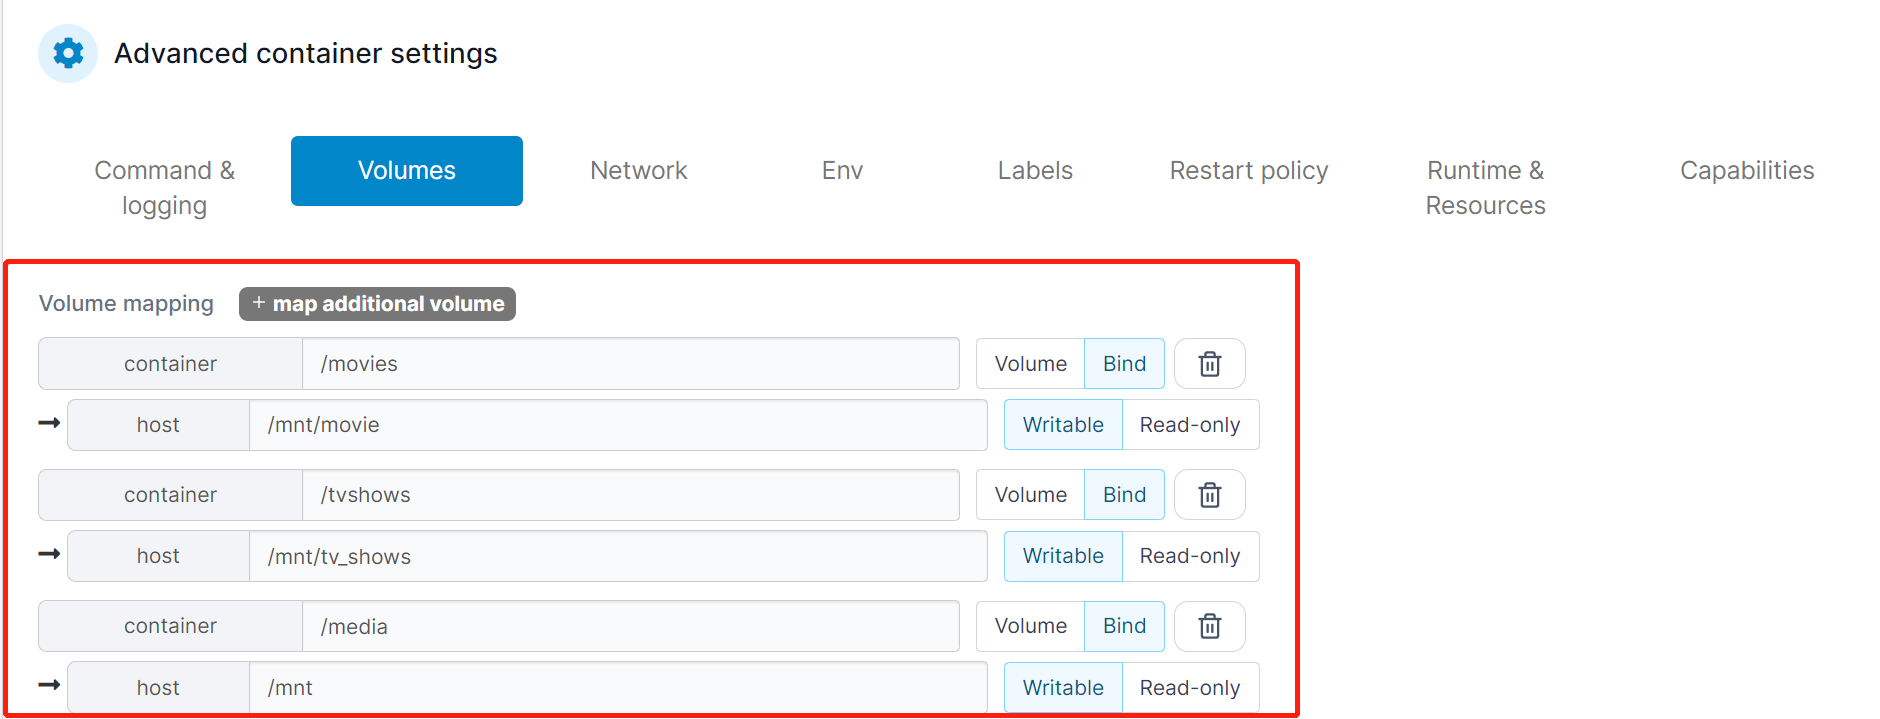 Advanced container settings
Command & logging
Volumes
Network
Env
Labels
Restart policy
Runtime & Resources
Capabilities
Volume mapping + map additional volume
container /movies Volume Bind
host /mnt/movie Writable Read-only
container /tvshows Volume Bind
host /mnt/tv_shows Writable Read-only
container /media Volume Bind
host /mnt Writable Read-only